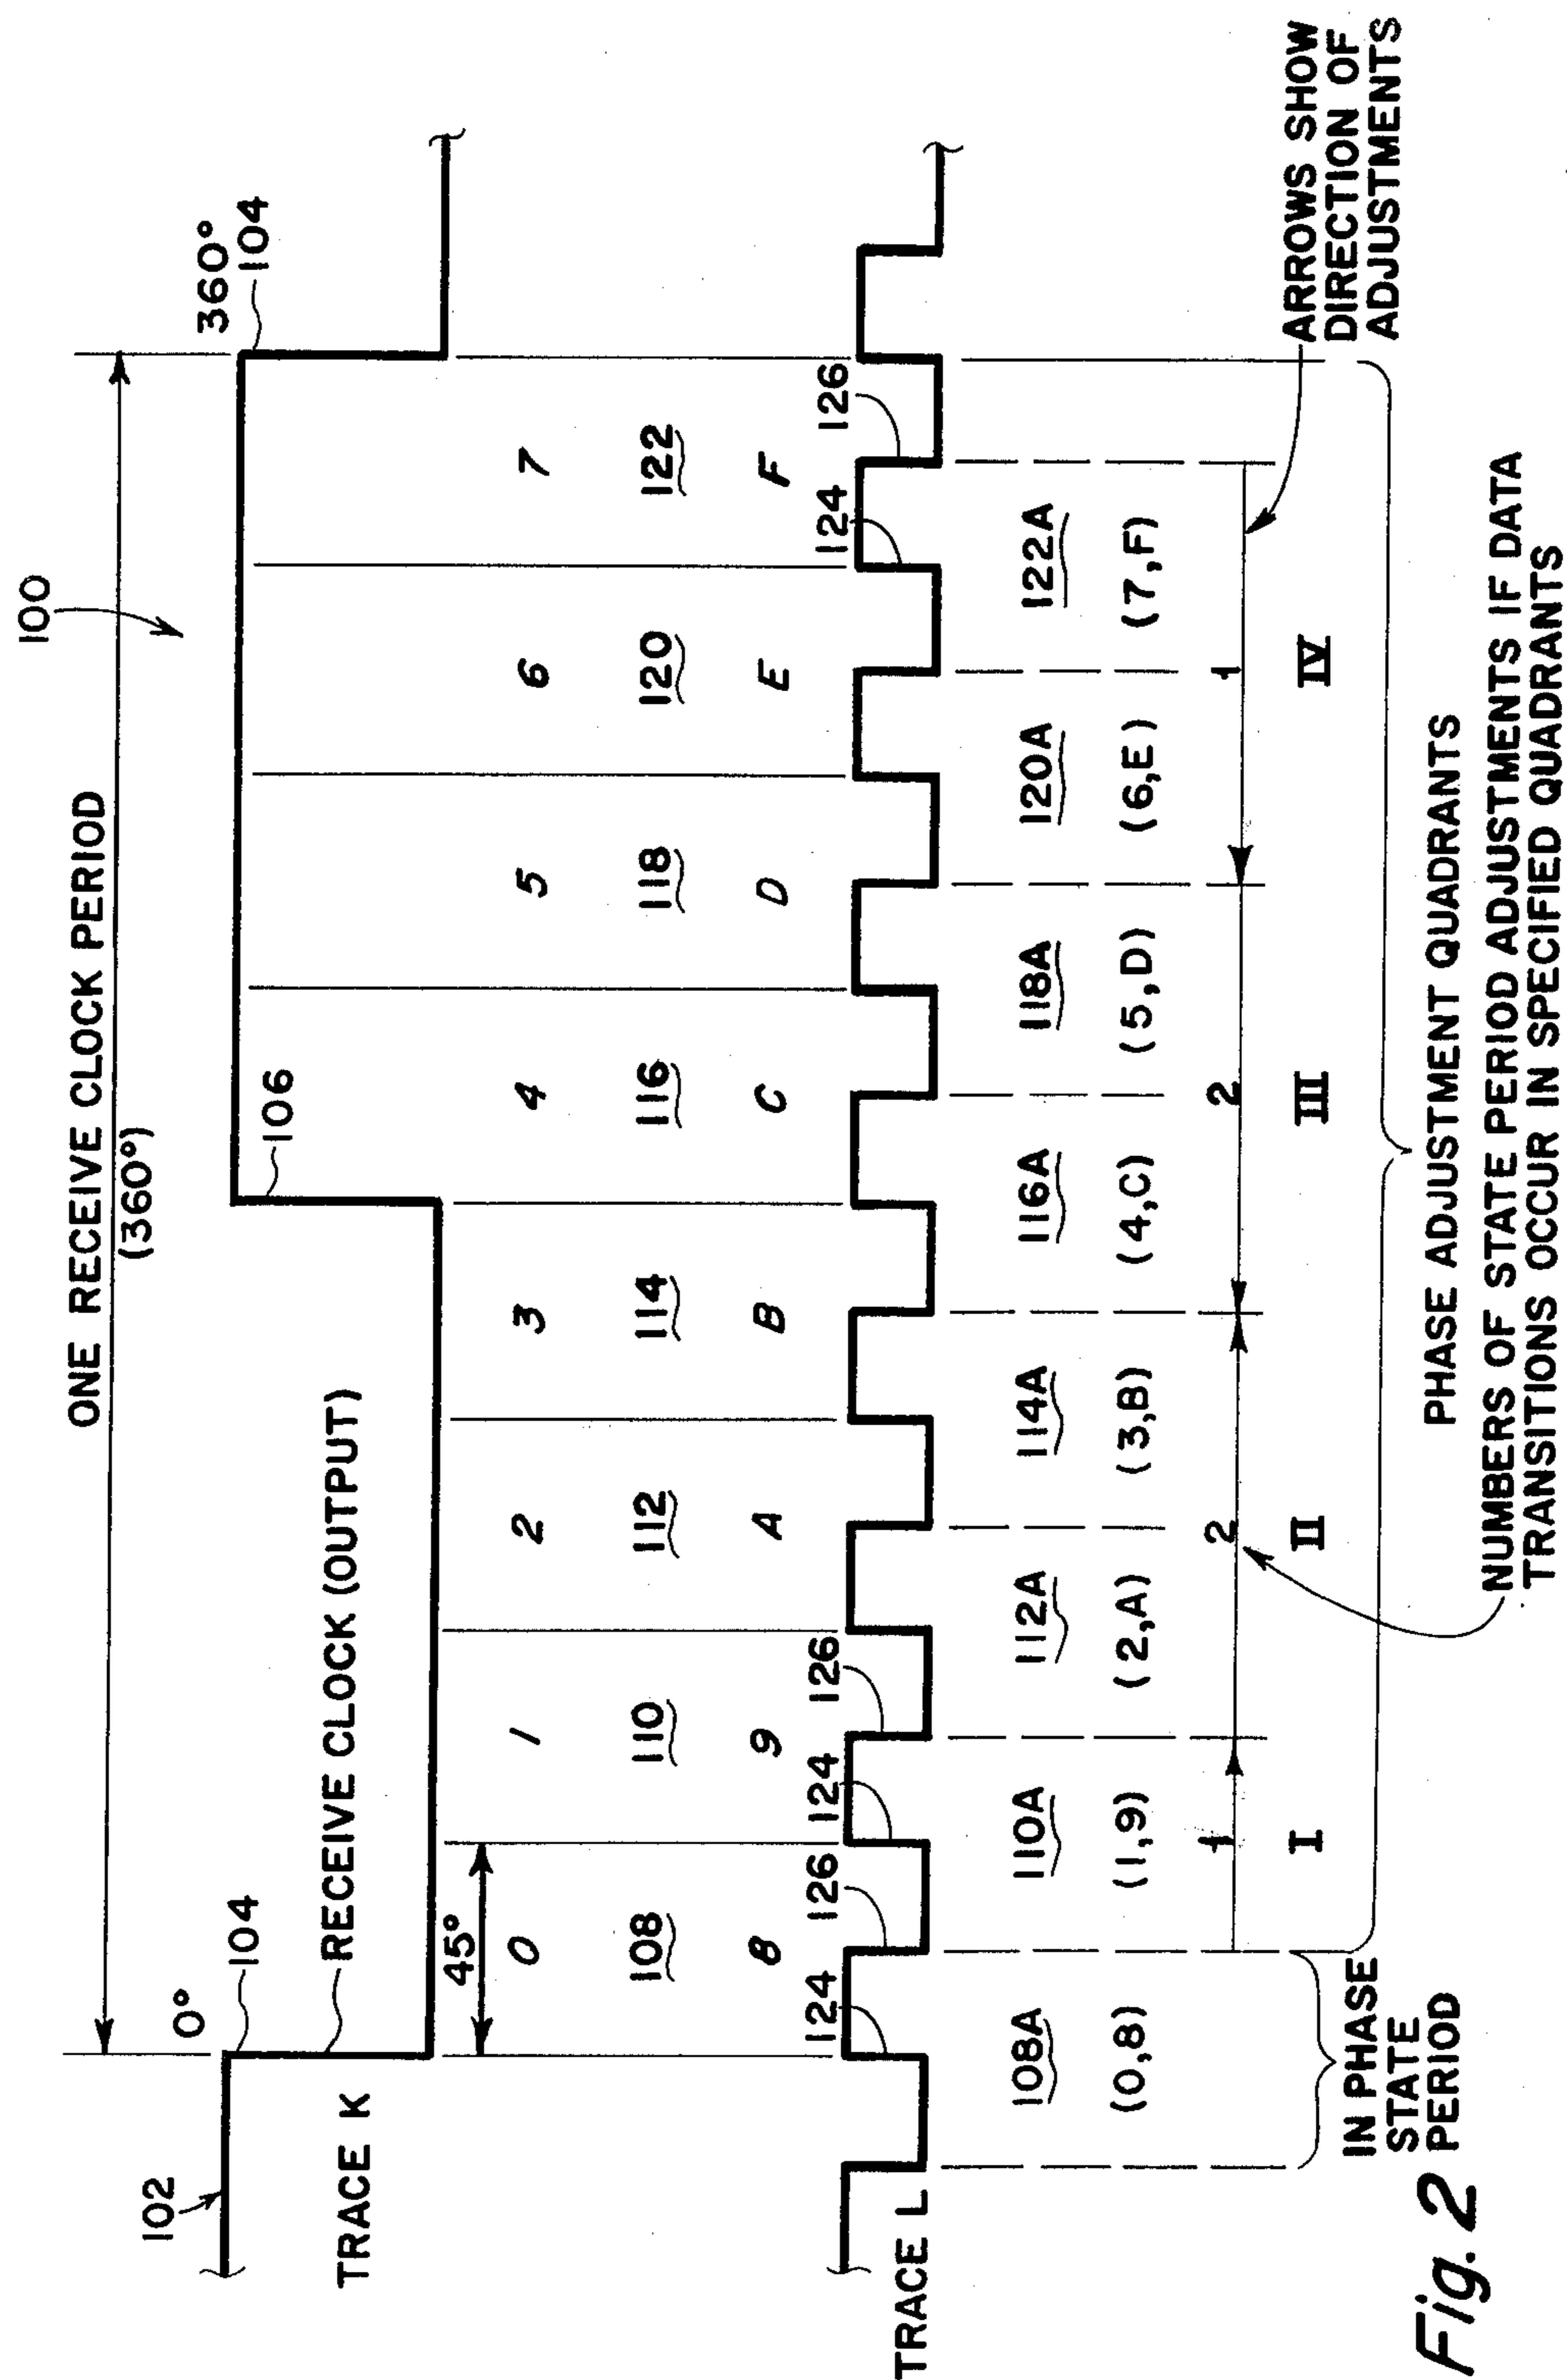 100
ONE RECEIVE CLOCK PERIOD
(360°)
0°
360°
102
104
106
104
RECEIVE CLOCK (OUTPUT)
TRACE K
45°
0 1 2 3 4 5 6 7
108 110 112 114 116 118 120 122
8 9 A B C D E F
124 126 124 126 124 126
TRACE L
108A 110A 112A 114A 116A 118A 120A 122A
(0,8) (1,9) (2,A) (3,B) (4,C) (5,D) (6,E) (7,F)
1 2 2 1
I II III IV
ARROWS SHOW
DIRECTION OF
ADJUSTMENTS
IN PHASE
STATE
PERIOD
PHASE ADJUSTMENT QUADRANTS
NUMBERS OF STATE PERIOD ADJUSTMENTS IF DATA
TRANSITIONS OCCUR IN SPECIFIED QUADRANTS
Fig. 2